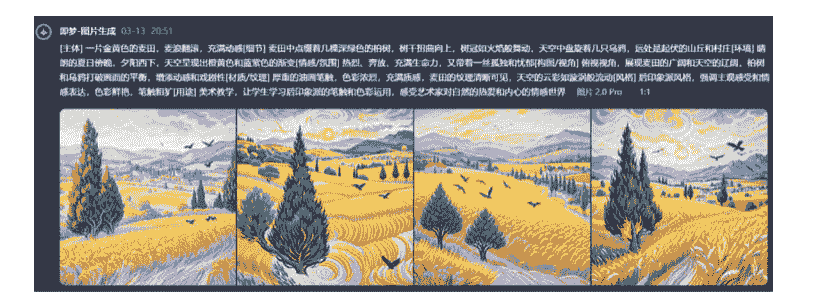 即梦-图片生成 03-13 20:51
[主体] 一片金黄色的麦田，麦浪翻滚，充满动感[细节] 麦田中点缀着几棵深绿色的柏树，树干扭曲向上，树冠如火焰般舞动，天空中盘旋着几只乌鸦，远处是起伏的山丘和村庄[环境] 晴
朗的夏日傍晚，夕阳西下，天空呈现出橙黄色和蓝紫色的渐变[情感/氛围] 热烈、奔放、充满生命力，又带着一丝孤独和忧郁[构图/视角] 俯视视角，展现麦田的广阔和天空的辽阔，柏树
和乌鸦打破画面的平衡，增添动感和戏剧性[材质/纹理] 厚重的油画笔触，色彩浓烈，充满质感，麦田的纹理清晰可见，天空的云彩如漩涡般流动[风格] 后印象派风格，强调主观感受和情
感表达，色彩鲜艳，笔触粗犷[用途] 美术教学，让学生学习后印象派的笔触和色彩运用，感受艺术家对自然的热爱和内心的情感世界 图片 2.0 Pro 1:1